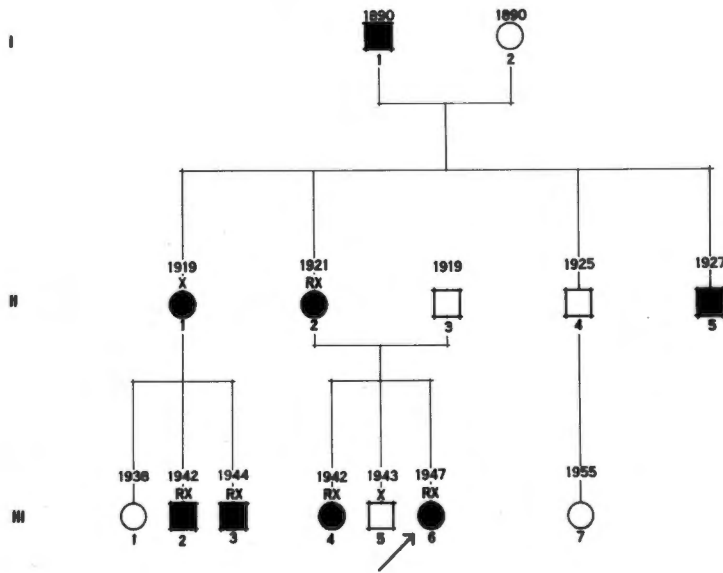 1890 1890
I
1 2
1919 1921 1919 1925 1927
X RX
II
1 2 3 4 5
1938 1942 1944 1942 1943 1947 1955
RX RX RX X RX
III
1 2 3 4 5 6 7